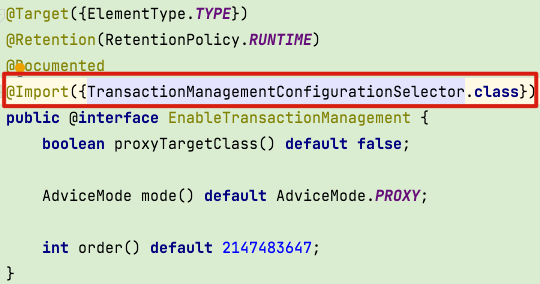 @Target({ElementType.TYPE})
@Retention(RetentionPolicy.RUNTIME)
@Documented
@Import({TransactionManagementConfigurationSelector.class})
public @interface EnableTransactionManagement {
boolean proxyTargetClass() default false;
AdviceMode mode() default AdviceMode.PROXY;
int order() default 2147483647;
}